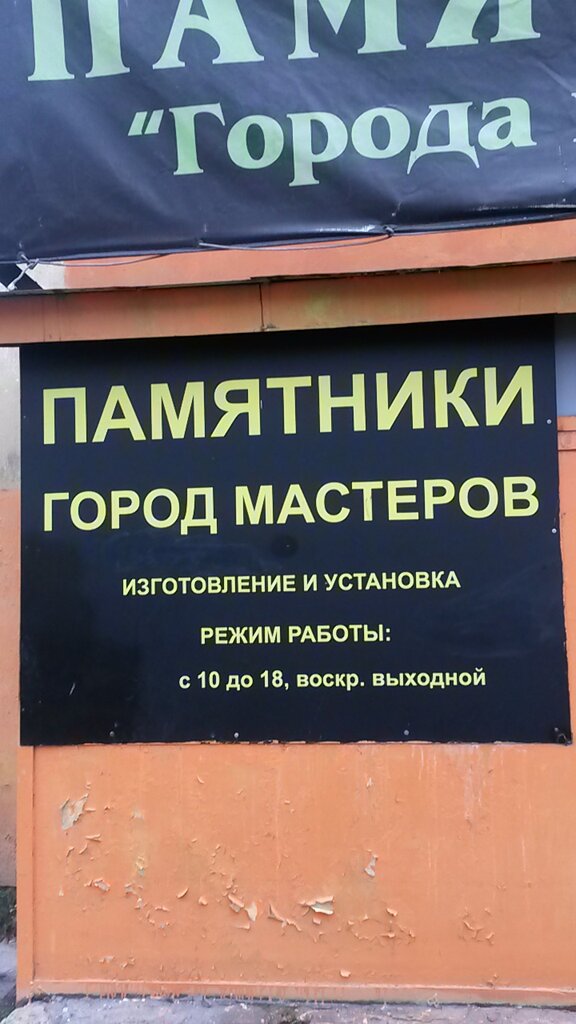 "Города
ПАМЯТНИКИ
ГОРОД МАСТЕРОВ
ИЗГОТОВЛЕНИЕ И УСТАНОВКА
РЕЖИМ РАБОТЫ:
с 10 до 18, воскр. выходной